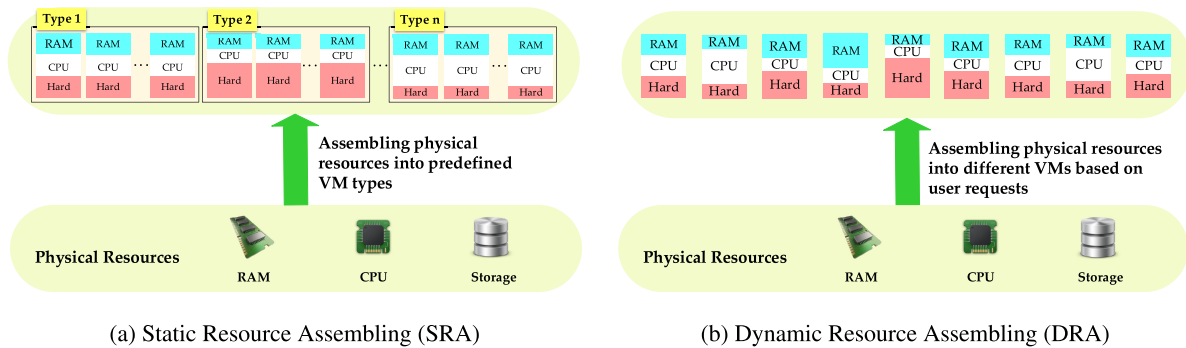 Type 1
Type 2
Type n
RAM RAM RAM
CPU CPU ... CPU
Hard Hard Hard
RAM RAM RAM
CPU CPU CPU
...
Hard Hard Hard
...
RAM RAM RAM
CPU CPU ... CPU
Hard Hard Hard
Assembling physical
resources into predefined
VM types
Physical Resources
RAM
CPU
Storage
(a) Static Resource Assembling (SRA)
RAM RAM RAM RAM RAM RAM RAM RAM RAM
CPU CPU CPU CPU CPU CPU CPU CPU CPU
Hard Hard Hard Hard Hard Hard Hard Hard Hard
Assembling physical resources
into different VMs based on
user requests
Physical Resources
RAM
CPU
Storage
(b) Dynamic Resource Assembling (DRA)